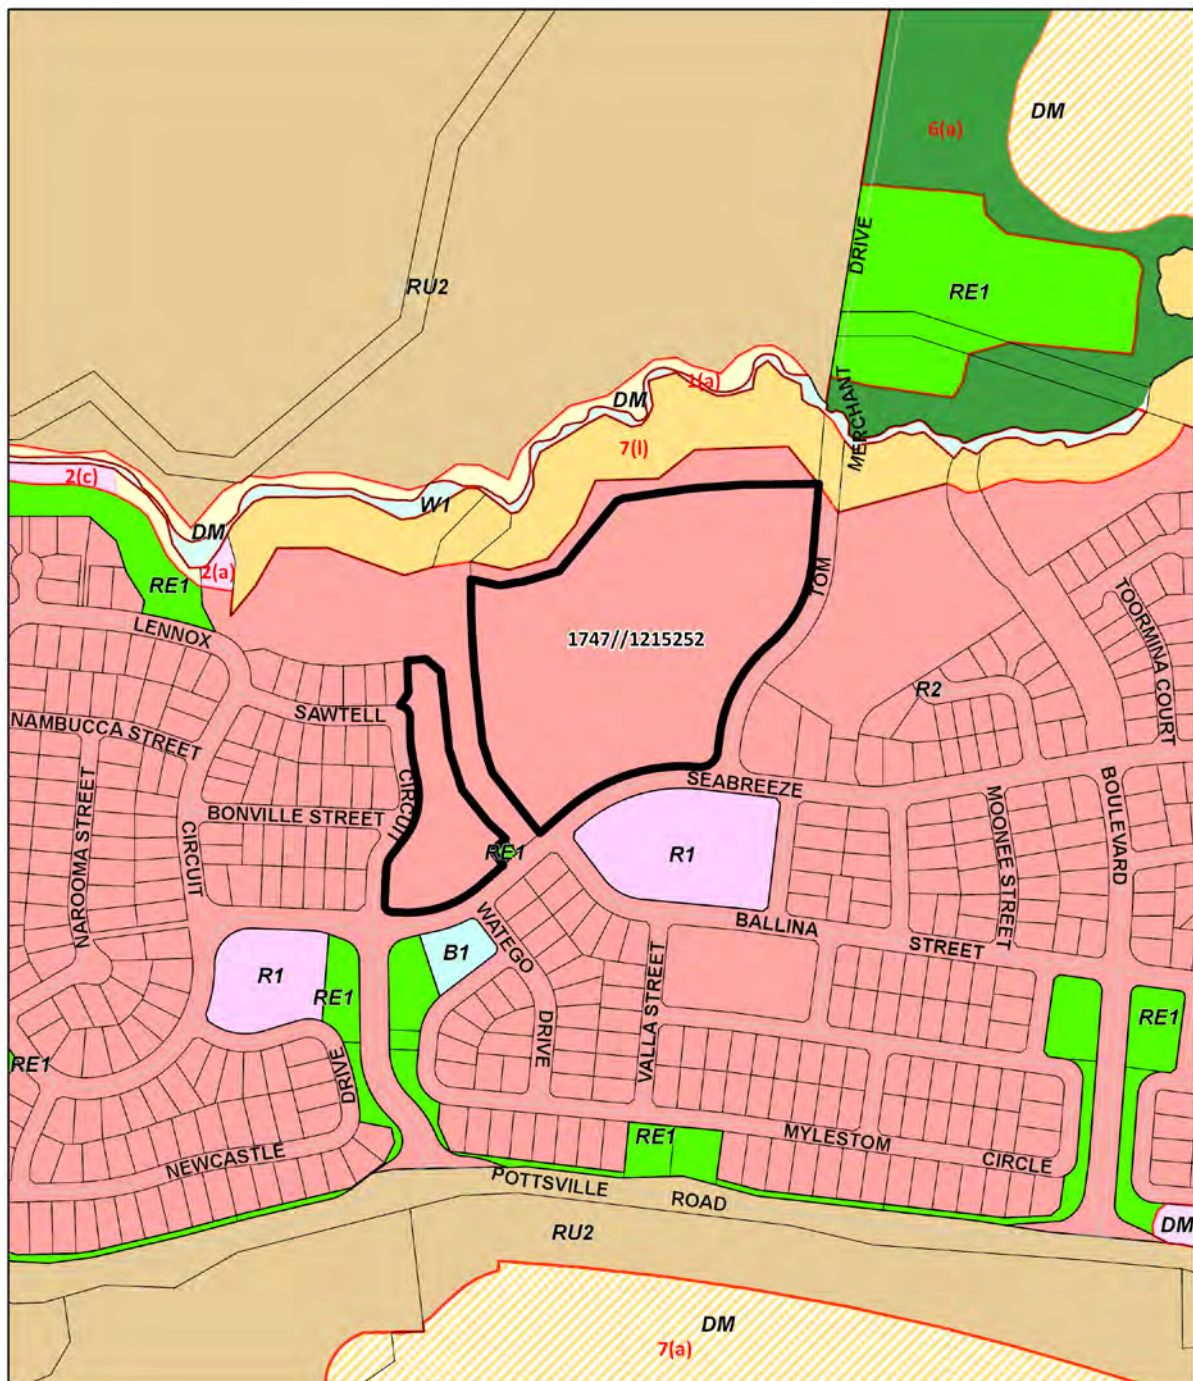 DM
6(a)
DRIVE
RU2
RE1
1(a)
DM
MERCHANT
7(l)
2(c)
W1
DM
2(a)
RE1
TOM
LENNOX
1747//1215252
TOORMINA COURT
R2
SAWTELL
NAMBUCCA STREET
CIRCUIT
SEABREEZE
BOULEVARD
NAROOMA STREET
BONVILLE STREET
MOONEE STREET
CIRCUIT
RE1
R1
WATEGO
BALLINA
STREET
B1
R1
RE1
VALLA STREET
RE1
DRIVE
RE1
DRIVE
RE1
MYLESTOM
NEWCASTLE
CIRCLE
POTTSVILLE
ROAD
RU2
DM
DM
7(a)